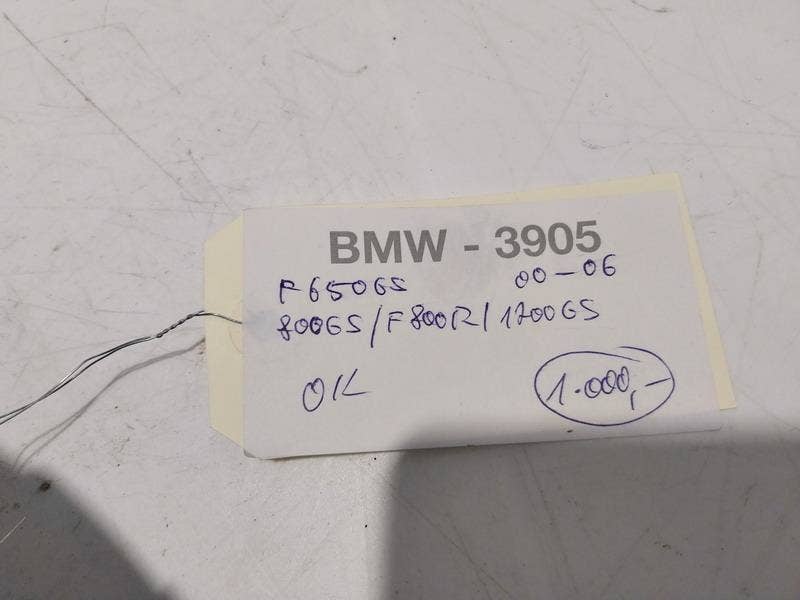 BMW - 3905
F650GS 00-06
800GS/F800R/1200GS
OK 1.000,-